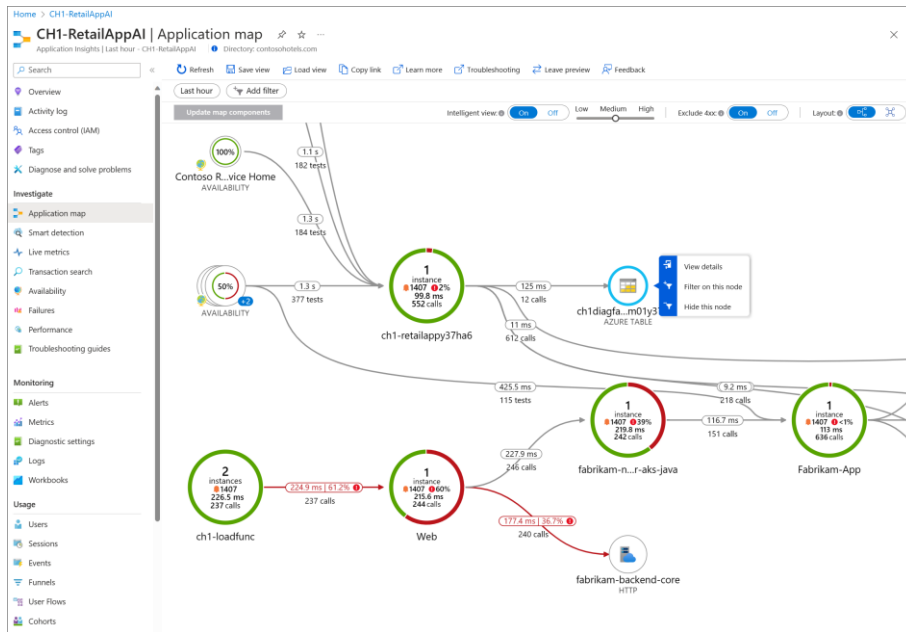 Home > CH1-RetailAppAI
CH1-RetailAppAI | Application map
Application Insights | Last hour - CH1-RetailAppAI
Directory: contosohotels.com
Search
Overview
Activity log
Access control (IAM)
Tags
Diagnose and solve problems
Investigate
Application map
Smart detection
Live metrics
Transaction search
Availability
Failures
Performance
Troubleshooting guides
Monitoring
Alerts
Metrics
Diagnostic settings
Logs
Workbooks
Usage
Users
Sessions
Events
Funnels
User Flows
Cohorts
Refresh
Save view
Load view
Copy link
Learn more
Troubleshooting
Leave preview
Feedback
Last hour
Add filter
Update map components
Intelligent view:
On
Off
Low
Medium
High
Exclude 4xx:
On
Off
Layout:
100%
Contoso R...vice Home
AVAILABILITY
1.1 s
182 tests
1.3 s
184 tests
50%
+2
AVAILABILITY
1.3 s
377 tests
1
instance
1407 2%
99.8 ms
552 calls
ch1-retailappy37ha6
125 ms
12 calls
ch1diagfa...m01y3
AZURE TABLE
View details
Filter on this node
Hide this node
11 ms
612 calls
425.5 ms
115 tests
9.2 ms
218 calls
1
instance
1407 39%
219.8 ms
242 calls
fabrikam-n...r-aks-java
116.7 ms
151 calls
1
instance
1407 <1%
113 ms
636 calls
Fabrikam-App
227.9 ms
246 calls
2
instances
1407
226.5 ms
237 calls
ch1-loadfunc
224.9 ms | 61.2%
237 calls
1
instance
1407 60%
215.6 ms
244 calls
Web
177.4 ms | 36.7%
240 calls
fabrikam-backend-core
HTTP